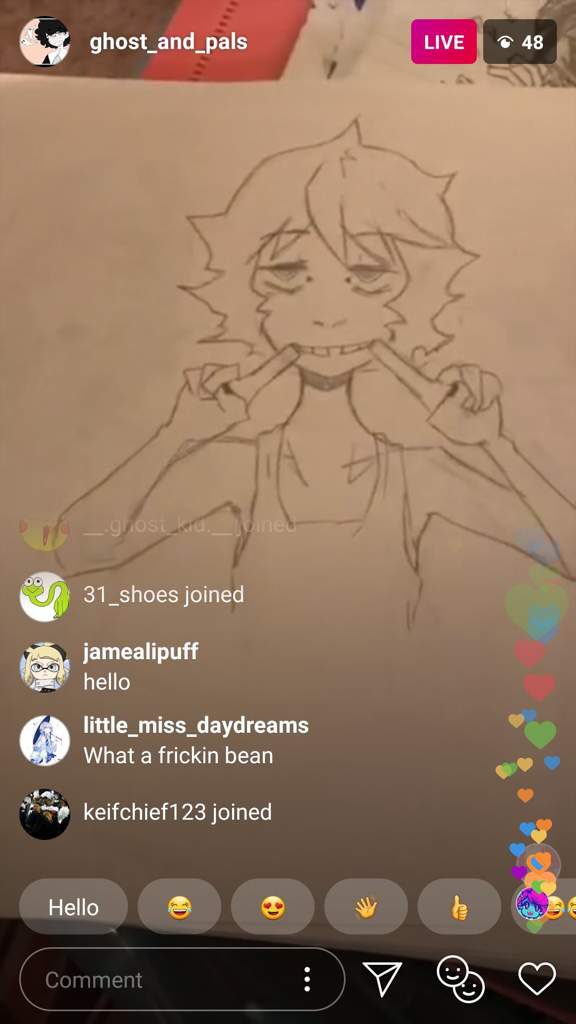 ghost_and_pals
LIVE
48
__.ghost_kid.__ joined
31_shoes joined
jamealipuff
hello
little_miss_daydreams
What a frickin bean
keifchief123 joined
Hello
Comment